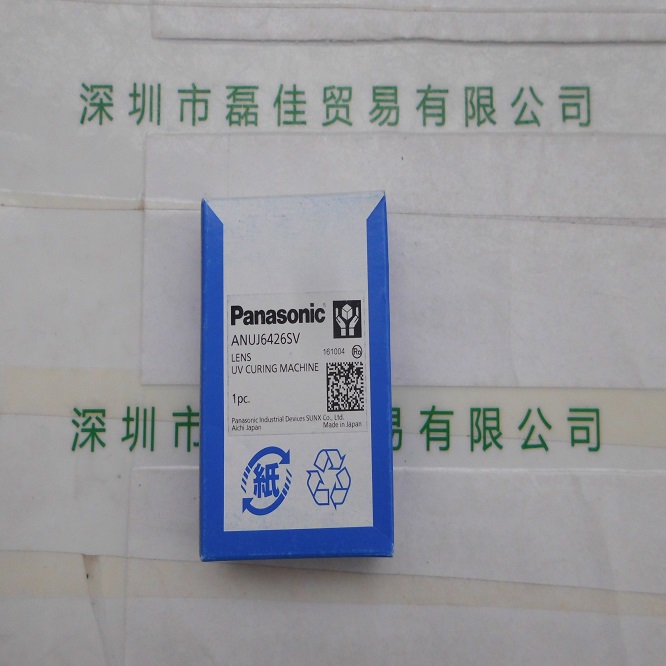 深圳市磊佳贸易有限公司
Panasonic®
ANUJ6426SV
LENS
161004 Ro
UV CURING MACHINE
1pc.
Panasonic Industrial Devices SUNX Co., Ltd.
Aichi Japan Made in Japan
深圳市 易有限公司
紙